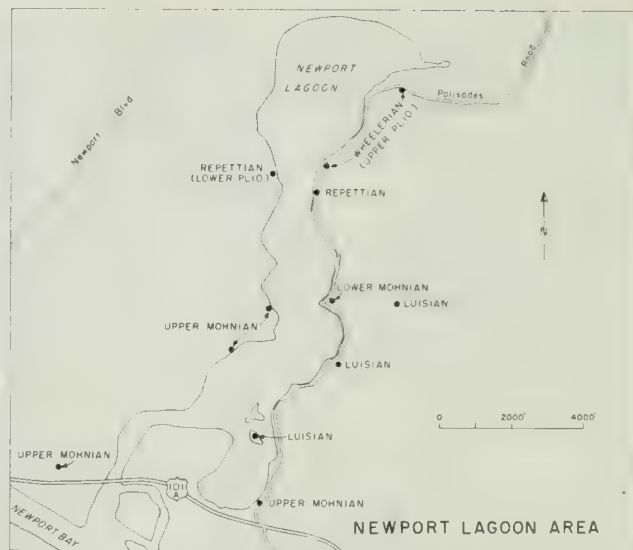 NEWPORT
LAGOON
Road
Palisades
Newport Blvd
WHEELERIAN
(UPPER PLIO)
REPETTIAN
(LOWER PLIO)
REPETTIAN
N
LOWER MOHNIAN
LUISIAN
UPPER MOHNIAN
LUISIAN
0 2000' 4000'
LUISIAN
UPPER MOHNIAN
101
A
UPPER MOHNIAN
NEWPORT BAY
NEWPORT LAGOON AREA